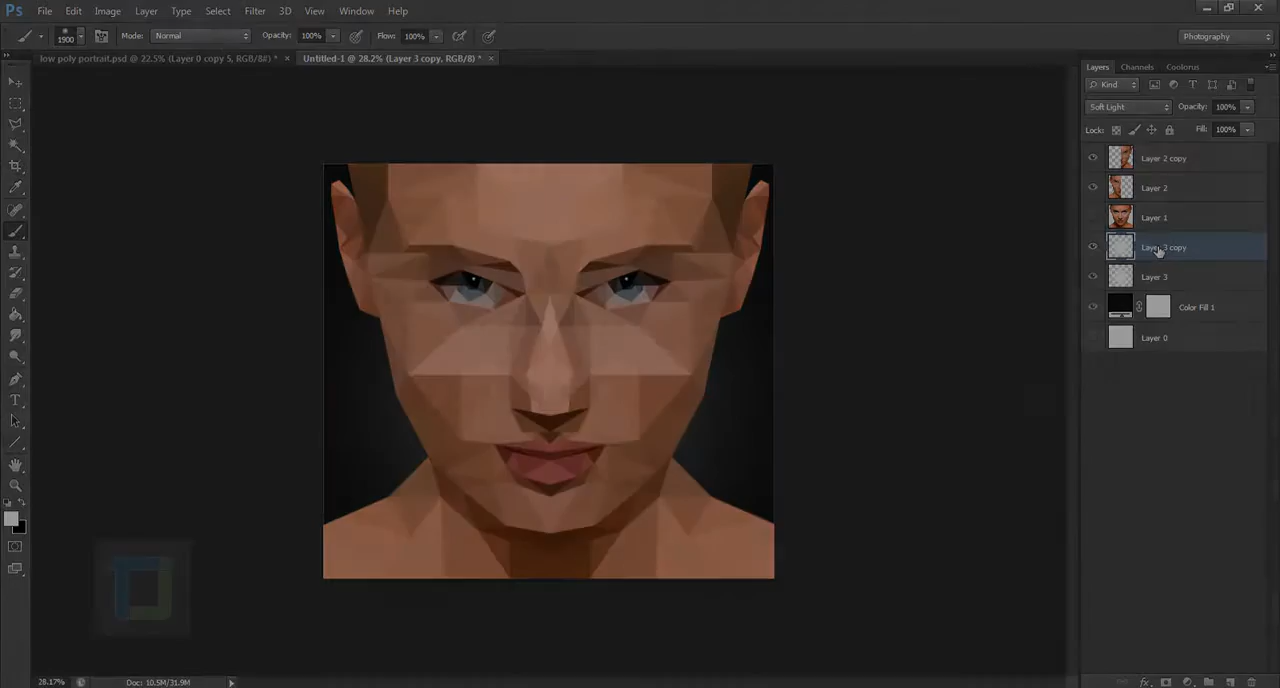 Ps File Edit Image Layer Type Select Filter 3D View Window Help
1900 Mode: Normal Opacity: 100% Flow: 100% Photography
low poly portrait.psd @ 22.5% (Layer 0 copy 5, RGB/8#) * × Untitled-1 @ 28.2% (Layer 3 copy, RGB/8) * ×
Layers Channels Coolorus
Kind
Soft Light Opacity: 100%
Lock: Fill: 100%
Layer 2 copy
Layer 2
Layer 1
Layer 3 copy
Layer 3
Color Fill 1
Layer 0
28.17% Doc: 10.5M/31.9M